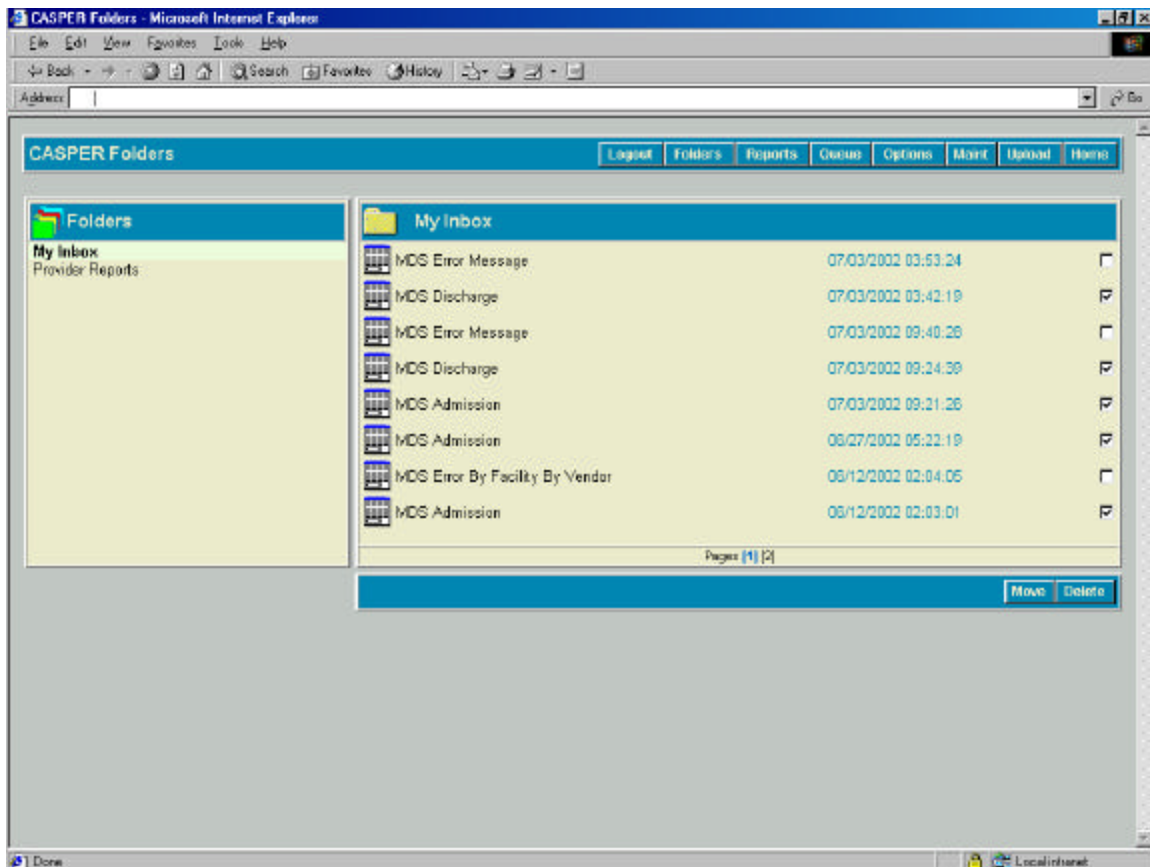 CASPER Folders - Microsoft Internet Explorer
File Edit View Favorites Tools Help
Back Search Favorites History
Address Go
CASPER Folders Logout Folders Reports Queue Options Maint Upload Home
Folders
My Inbox
Provider Reports
My Inbox
MDS Error Message 07/03/2002 03:53:24
MDS Discharge 07/03/2002 03:42:19
MDS Error Message 07/03/2002 09:40:28
MDS Discharge 07/03/2002 09:24:39
MDS Admission 07/03/2002 09:21:26
MDS Admission 06/27/2002 05:22:19
MDS Error By Facility By Vendor 06/12/2002 02:04:05
MDS Admission 06/12/2002 02:03:01
Pages [1] [2]
Move Delete
Done Local intranet